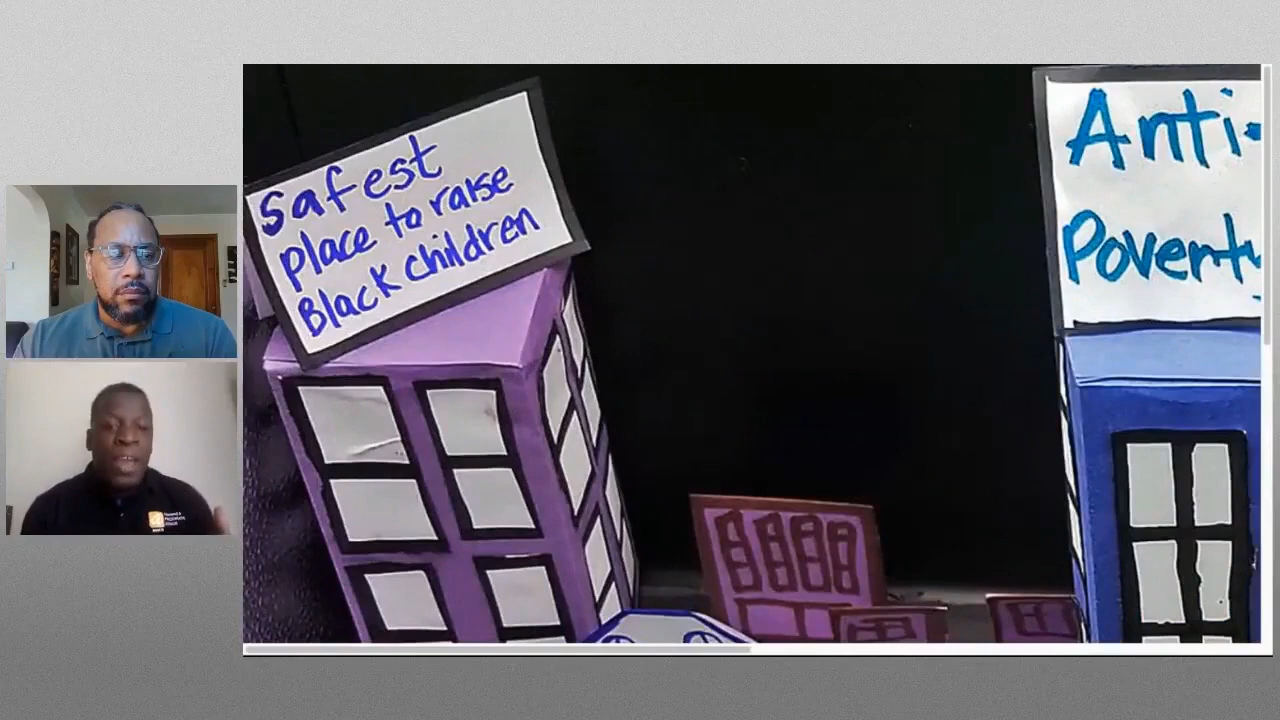 Safest
place to raise
Black children
Anti-
Poverty